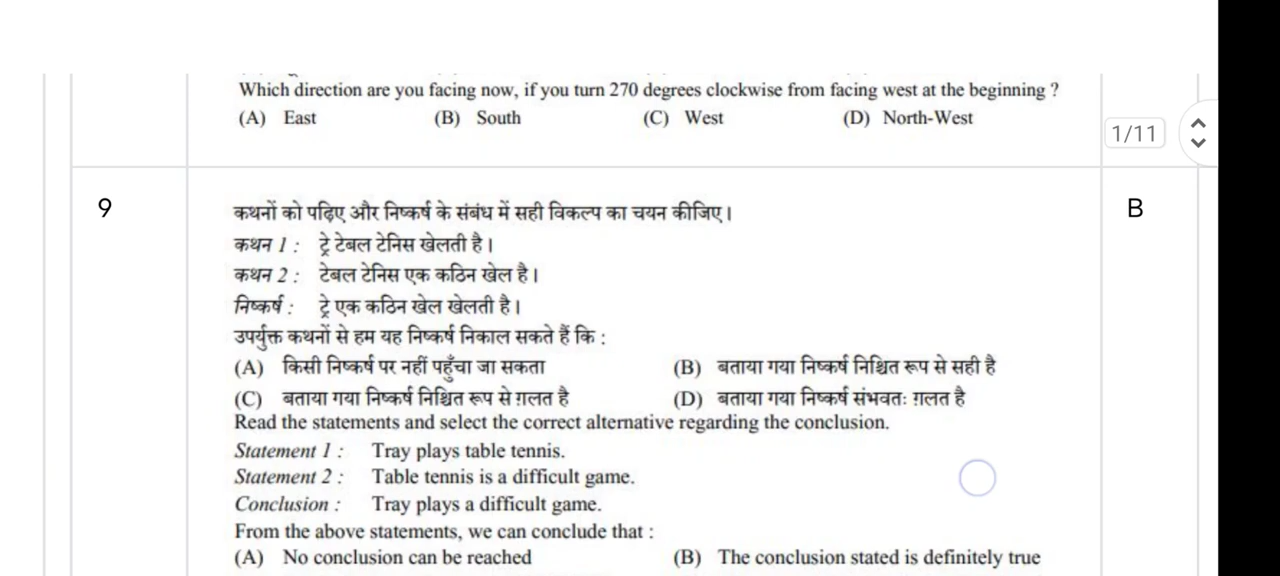 Which direction are you facing now, if you turn 270 degrees clockwise from facing west at the beginning ?
(A) East (B) South (C) West (D) North-West
1/11
9
B
कथनों को पढ़िए और निष्कर्ष के संबंध में सही विकल्प का चयन कीजिए।
कथन 1 : ट्रे टेबल टेनिस खेलती है।
कथन 2 : टेबल टेनिस एक कठिन खेल है।
निष्कर्ष : ट्रे एक कठिन खेल खेलती है।
उपर्युक्त कथनों से हम यह निष्कर्ष निकाल सकते हैं कि :
(A) किसी निष्कर्ष पर नहीं पहुँचा जा सकता (B) बताया गया निष्कर्ष निश्चित रूप से सही है
(C) बताया गया निष्कर्ष निश्चित रूप से ग़लत है (D) बताया गया निष्कर्ष संभवतः ग़लत है
Read the statements and select the correct alternative regarding the conclusion.
Statement 1 : Tray plays table tennis.
Statement 2 : Table tennis is a difficult game.
Conclusion : Tray plays a difficult game.
From the above statements, we can conclude that :
(A) No conclusion can be reached (B) The conclusion stated is definitely true